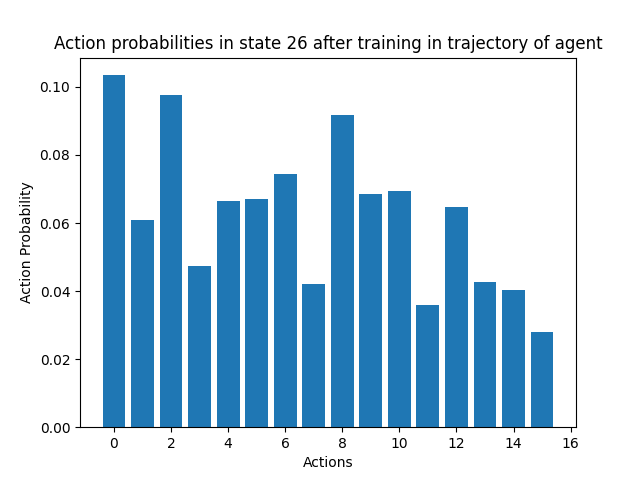 Action probabilities in state 26 after training in trajectory of agent
0.10
0.08
0.06
0.04
0.02
0.00
Action Probability
0 2 4 6 8 10 12 14 16
Actions